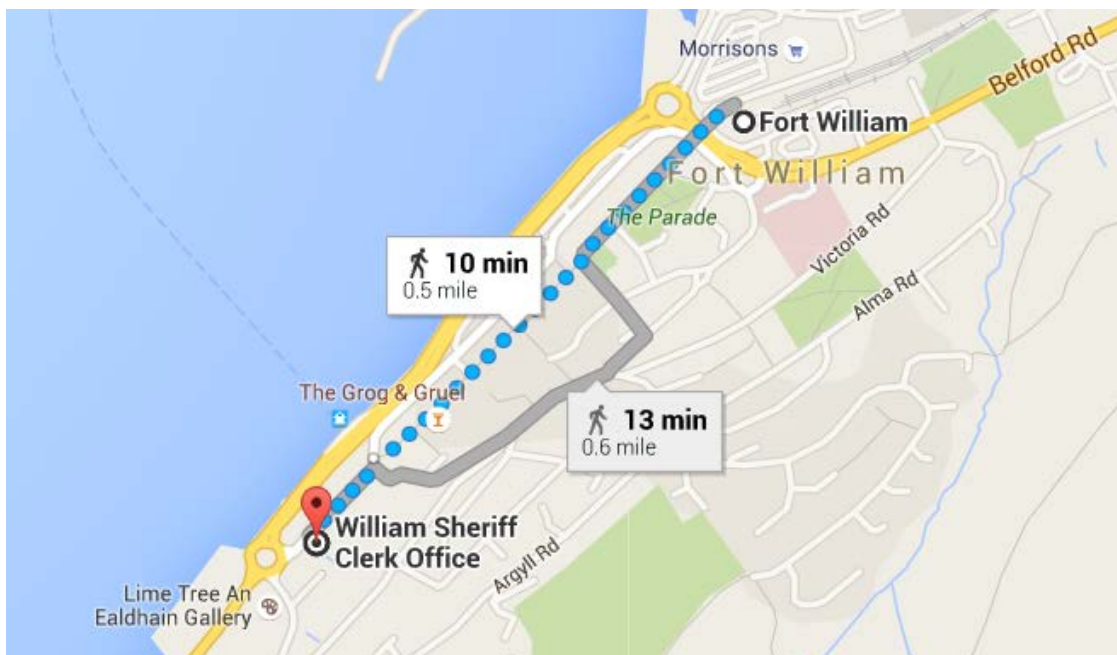 Morrisons
Belford Rd
Fort William
Fort William
The Parade
Victoria Rd
10 min
0.5 mile
Alma Rd
The Grog & Gruel
13 min
0.6 mile
William Sheriff
Clerk Office
Argyll Rd
Lime Tree An
Ealdhain Gallery